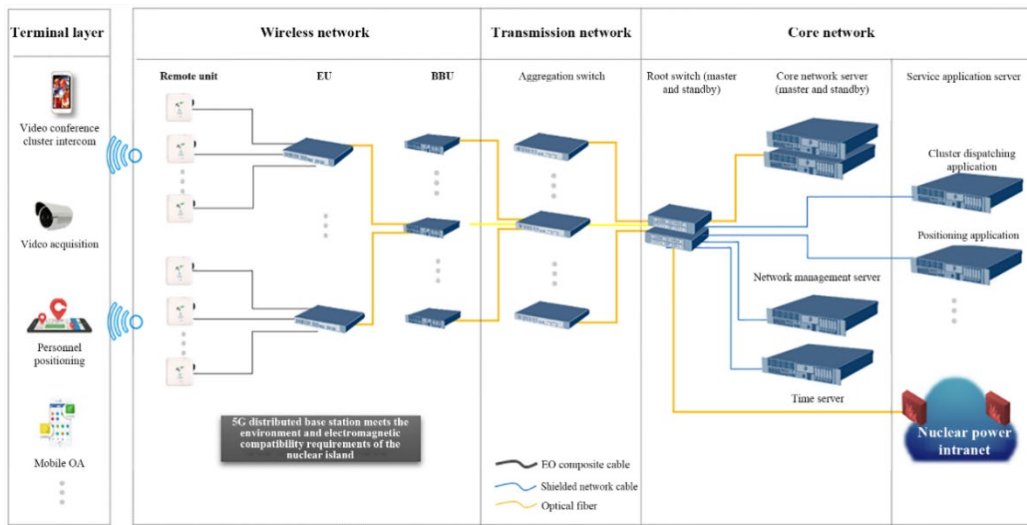 Terminal layer
Wireless network
Transmission network
Core network
Remote unit
EU
BBU
Aggregation switch
Root switch (master
and standby)
Core network server
(master and standby)
Service application server
Video conference
cluster intercom
Cluster dispatching
application
Video acquisition
Positioning application
Network management server
Personnel
positioning
Time server
5G distributed base station meets the
environment and electromagnetic
compatibility requirements of the
nuclear island
Nuclear power
intranet
Mobile OA
EO composite cable
Shielded network cable
Optical fiber